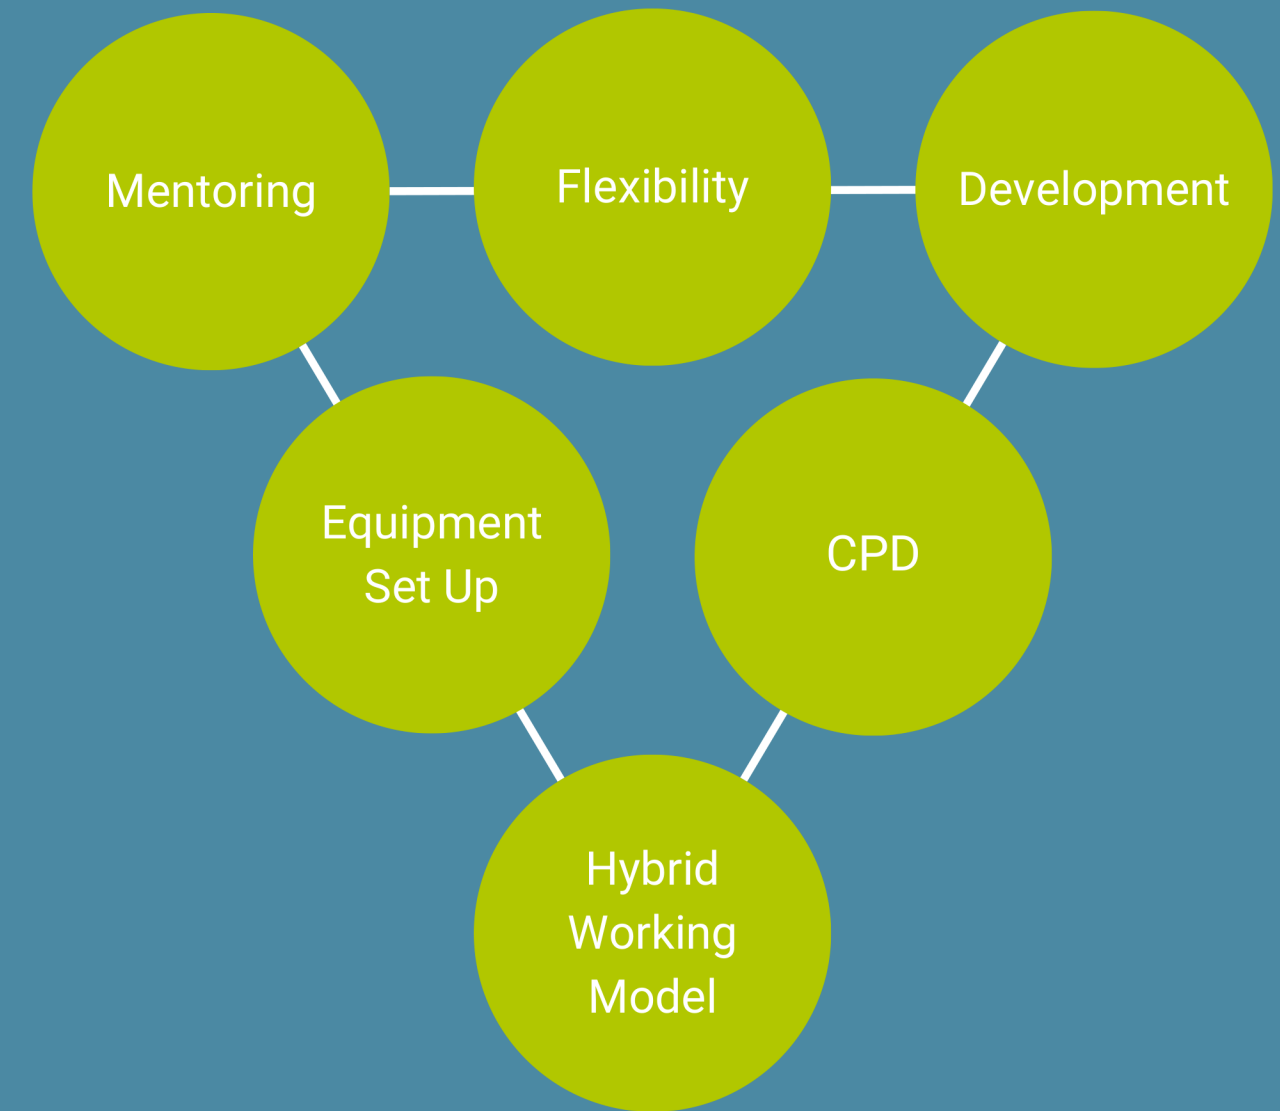 Mentoring
Flexibility
Development
Equipment
Set Up
CPD
Hybrid
Working
Model